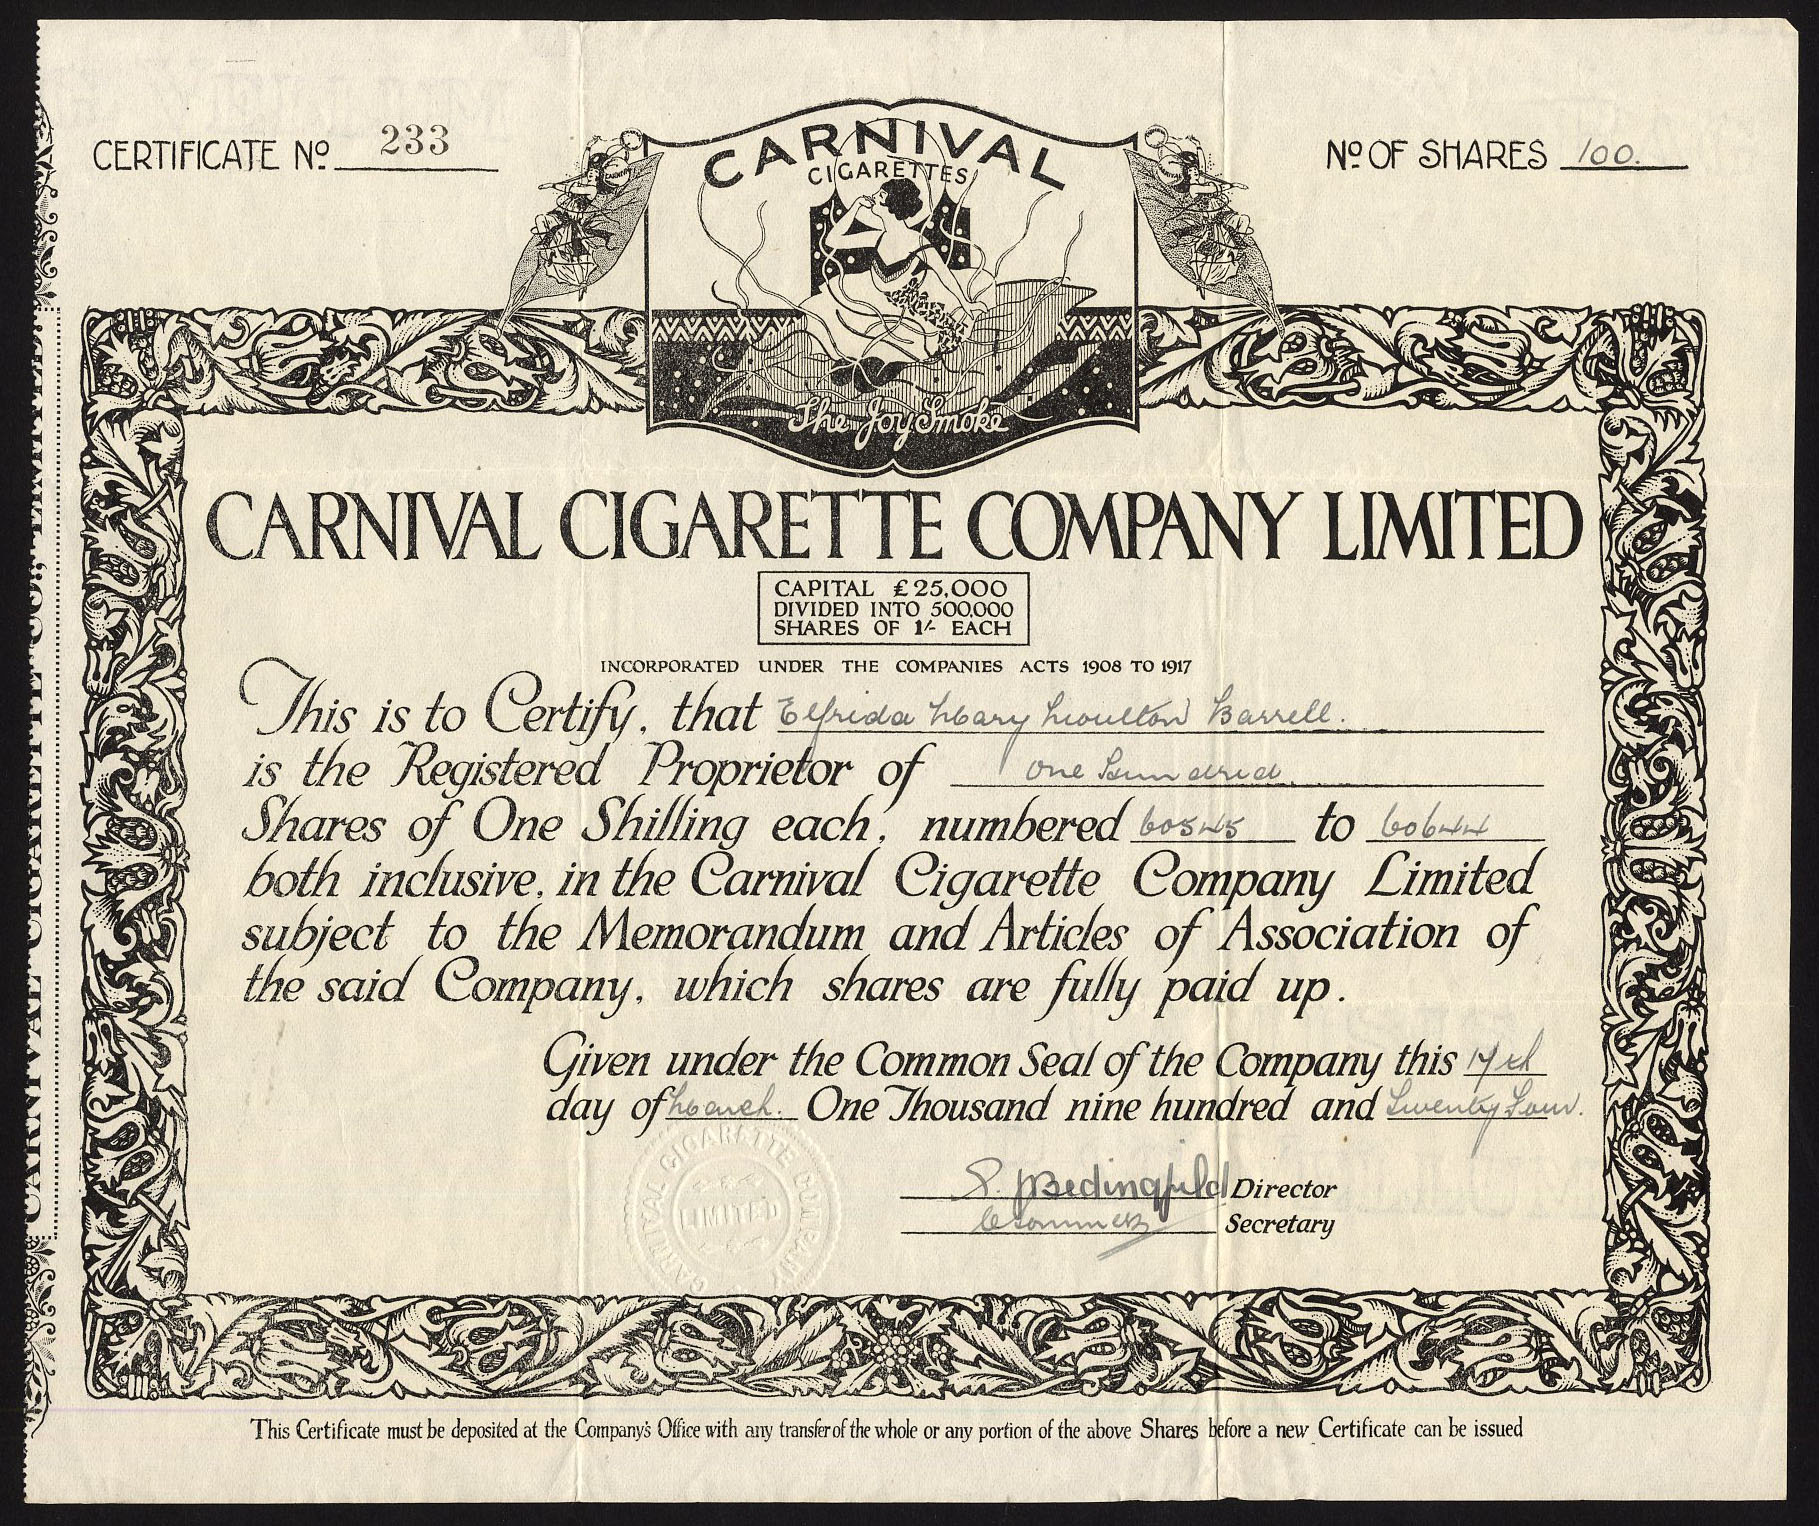 CERTIFICATE No 233
No OF SHARES 100.
CARNIVAL
CIGARETTES
The Joy Smoke
CARNIVAL CIGARETTE COMPANY LIMITED
CAPITAL £25,000
DIVIDED INTO 500,000
SHARES OF 1/- EACH
INCORPORATED UNDER THE COMPANIES ACTS 1908 TO 1917
This is to Certify, that Elfrida Mary Moulton Barrell.
is the Registered Proprietor of one hundred.
Shares of One Shilling each, numbered 60545 to 60644
both inclusive, in the Carnival Cigarette Company Limited
subject to the Memorandum and Articles of Association of
the said Company, which shares are fully paid up.
Given under the Common Seal of the Company this 17th
day of March. One Thousand nine hundred and twenty four.
CARNIVAL CIGARETTE COMPANY
LIMITED
S. Bedingfield Director
Secretary
This Certificate must be deposited at the Company's Office with any transfer of the whole or any portion of the above Shares before a new Certificate can be issued
CARNIVAL CIGARETTE CO., LIMITED.